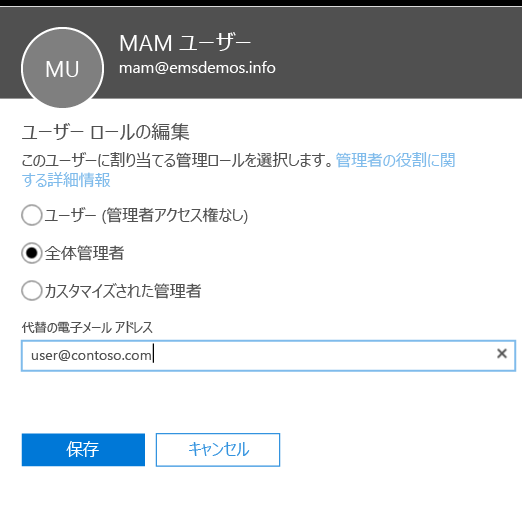 MU
MAM ユーザー
mam@emsdemos.info
ユーザー ロールの編集
このユーザーに割り当てる管理ロールを選択します。管理者の役割に関
する詳細情報
ユーザー (管理者アクセス権なし)
全体管理者
カスタマイズされた管理者
代替の電子メール アドレス
user@contoso.com
保存 キャンセル